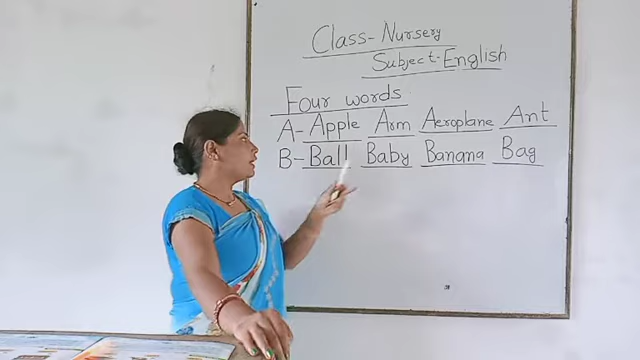 Class-Nursery
Subject-English
Four words
A-Apple Arm Aeroplane Ant
B-Ball Baby Banana Bag